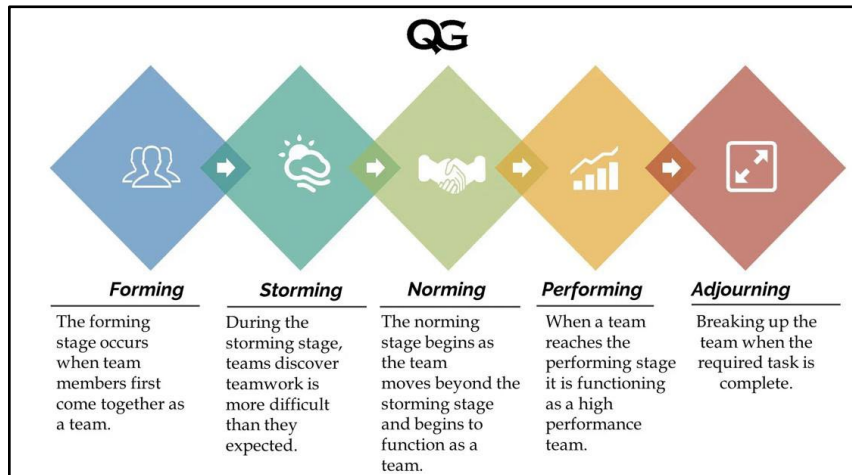 QG
Forming
The forming
stage occurs
when team
members first
come together as
a team.
Storming
During the
storming stage,
teams discover
teamwork is
more difficult
than they
expected.
Norming
The norming
stage begins as
the team
moves beyond the
storming stage
and begins to
function as a
team.
Performing
When a team
reaches the
performing stage
it is functioning
as a high
performance
team.
Adjourning
Breaking up the
team when the
required task is
complete.